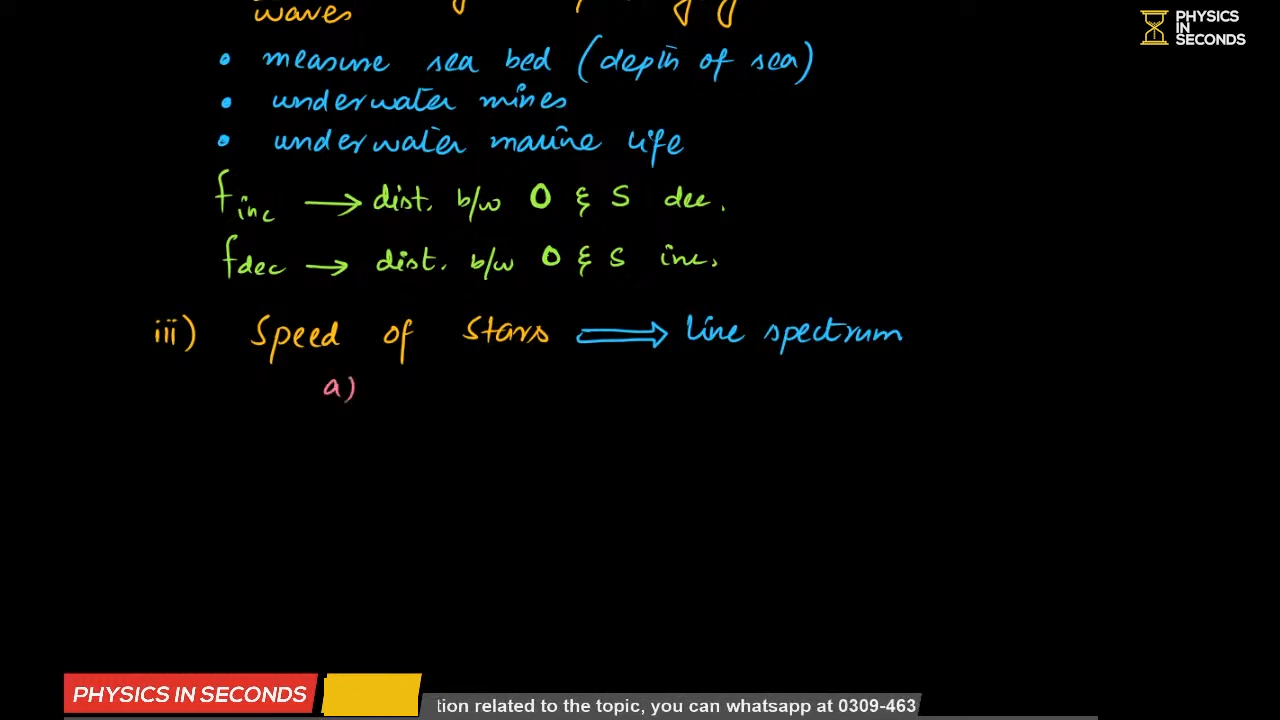 waves
• measure sea bed (depth of sea)
• underwater mines
• underwater marine life
f inc → dist. b/w O & S dec.
f dec → dist. b/w O & S inc.
iii) Speed of Stars ⟹ line spectrum
a)
PHYSICS
IN
SECONDS
PHYSICS IN SECONDS
tion related to the topic, you can whatsapp at 0309-463